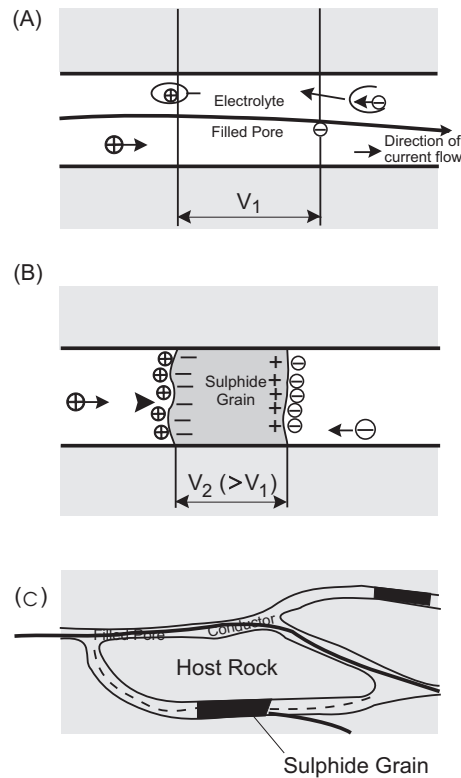 (A)
Electrolyte
Filled Pore
Direction of
current flow
V1
(B)
Sulphide
Grain
V2 (>V1)
(C)
Filled Pore
Conductor
Host Rock
Sulphide Grain